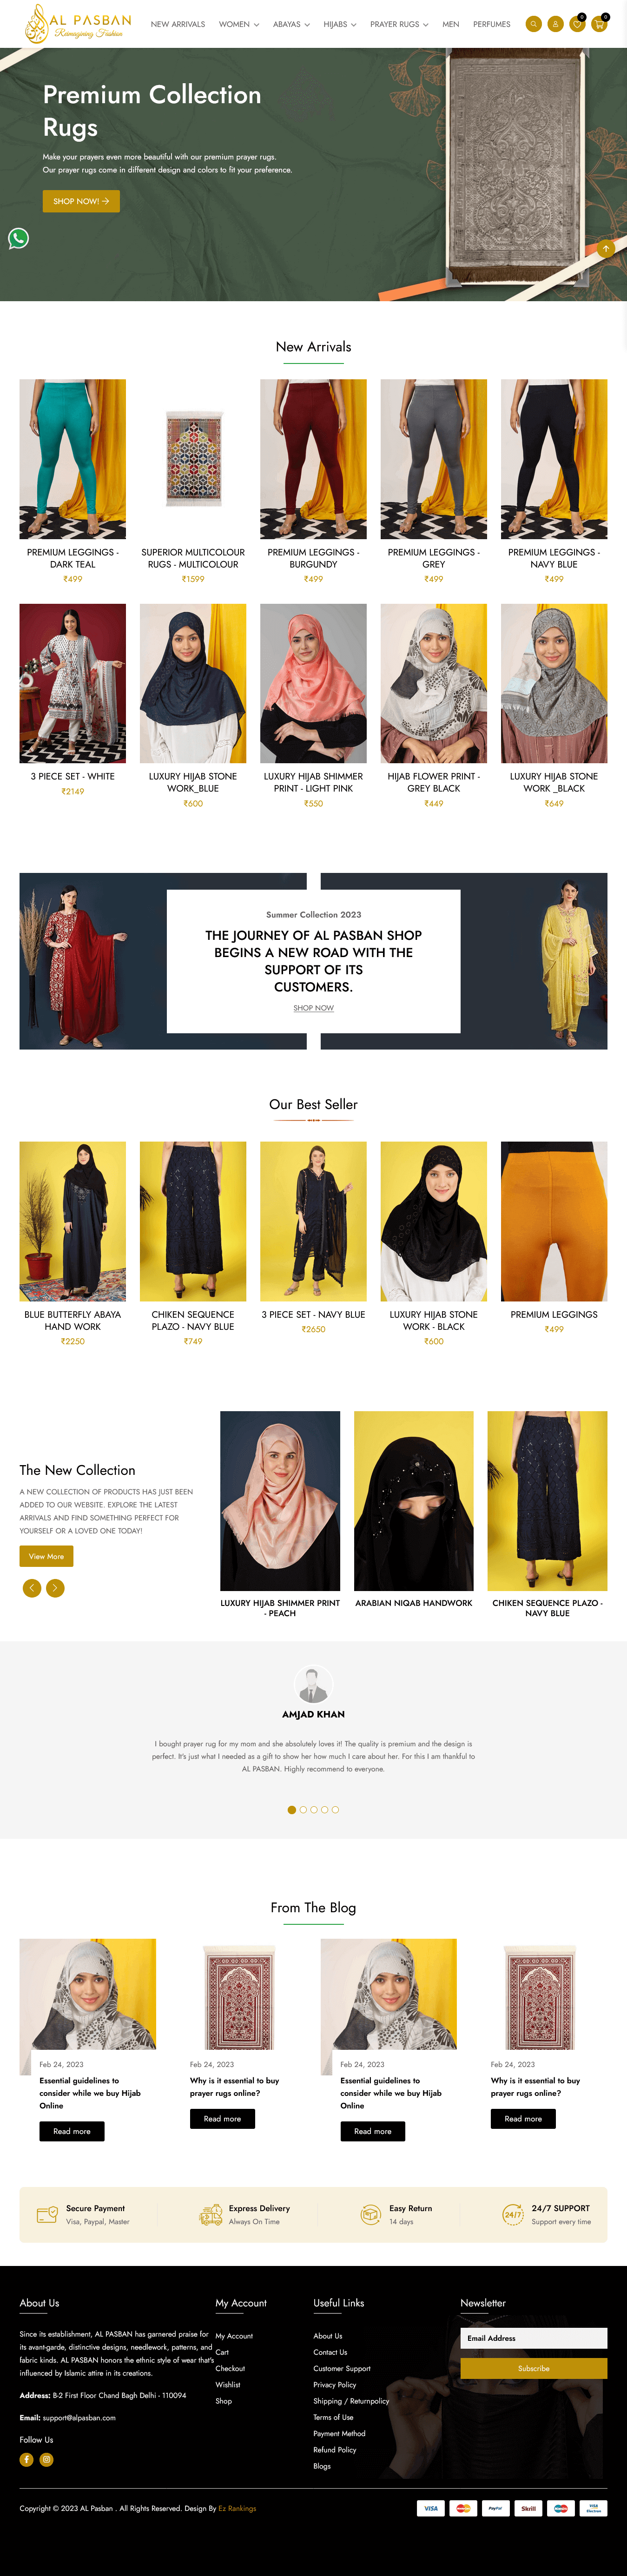 AL PASBAN
Reimagining Fashion
NEW ARRIVALS
WOMEN
ABAYAS
HIJABS
PRAYER RUGS
MEN
PERFUMES
0
0
Premium Collection
Rugs
Make your prayers even more beautiful with our premium prayer rugs.
Our prayer rugs come in different design and colors to fit your preference.
SHOP NOW!
New Arrivals
PREMIUM LEGGINGS -
DARK TEAL
₹499
SUPERIOR MULTICOLOUR
RUGS - MULTICOLOUR
₹1599
PREMIUM LEGGINGS -
BURGUNDY
₹499
PREMIUM LEGGINGS -
GREY
₹499
PREMIUM LEGGINGS -
NAVY BLUE
₹499
3 PIECE SET - WHITE
₹2149
LUXURY HIJAB STONE
WORK_BLUE
₹600
LUXURY HIJAB SHIMMER
PRINT - LIGHT PINK
₹550
HIJAB FLOWER PRINT -
GREY BLACK
₹449
LUXURY HIJAB STONE
WORK _BLACK
₹649
Summer Collection 2023
THE JOURNEY OF AL PASBAN SHOP
BEGINS A NEW ROAD WITH THE
SUPPORT OF ITS
CUSTOMERS.
SHOP NOW
Our Best Seller
BLUE BUTTERFLY ABAYA
HAND WORK
₹2250
CHIKEN SEQUENCE
PLAZO - NAVY BLUE
₹749
3 PIECE SET - NAVY BLUE
₹2650
LUXURY HIJAB STONE
WORK - BLACK
₹600
PREMIUM LEGGINGS
₹499
The New Collection
A NEW COLLECTION OF PRODUCTS HAS JUST BEEN
ADDED TO OUR WEBSITE. EXPLORE THE LATEST
ARRIVALS AND FIND SOMETHING PERFECT FOR
YOURSELF OR A LOVED ONE TODAY!
View More
LUXURY HIJAB SHIMMER PRINT
- PEACH
ARABIAN NIQAB HANDWORK
CHIKEN SEQUENCE PLAZO -
NAVY BLUE
AMJAD KHAN
I bought prayer rug for my mom and she absolutely loves it! The quality is premium and the design is
perfect. It's just what I needed as a gift to show her how much I care about her. For this I am thankful to
AL PASBAN. Highly recommend to everyone.
From The Blog
Feb 24, 2023
Essential guidelines to
consider while we buy Hijab
Online
Read more
Feb 24, 2023
Why is it essential to buy
prayer rugs online?
Read more
Feb 24, 2023
Essential guidelines to
consider while we buy Hijab
Online
Read more
Feb 24, 2023
Why is it essential to buy
prayer rugs online?
Read more
Secure Payment
Visa, Paypal, Master
Express Delivery
Always On Time
Easy Return
14 days
24/7
24/7 SUPPORT
Support every time
About Us
Since its establishment, AL PASBAN has garnered praise for
its avant-garde, distinctive designs, needlework, patterns, and
fabric kinds. AL PASBAN honors the ethnic style of wear that's
influenced by Islamic attire in its creations.
Address: B-2 First Floor Chand Bagh Delhi - 110094
Email: support@alpasban.com
Follow Us
My Account
My Account
Cart
Checkout
Wishlist
Shop
Useful Links
About Us
Contact Us
Customer Support
Privacy Policy
Shipping / Returnpolicy
Terms of Use
Payment Method
Refund Policy
Blogs
Newsletter
Email Address
Subscribe
Copyright © 2023 AL Pasban . All Rights Reserved. Design By Ez Rankings
VISA
PayPal
Skrill
VISA
Electron